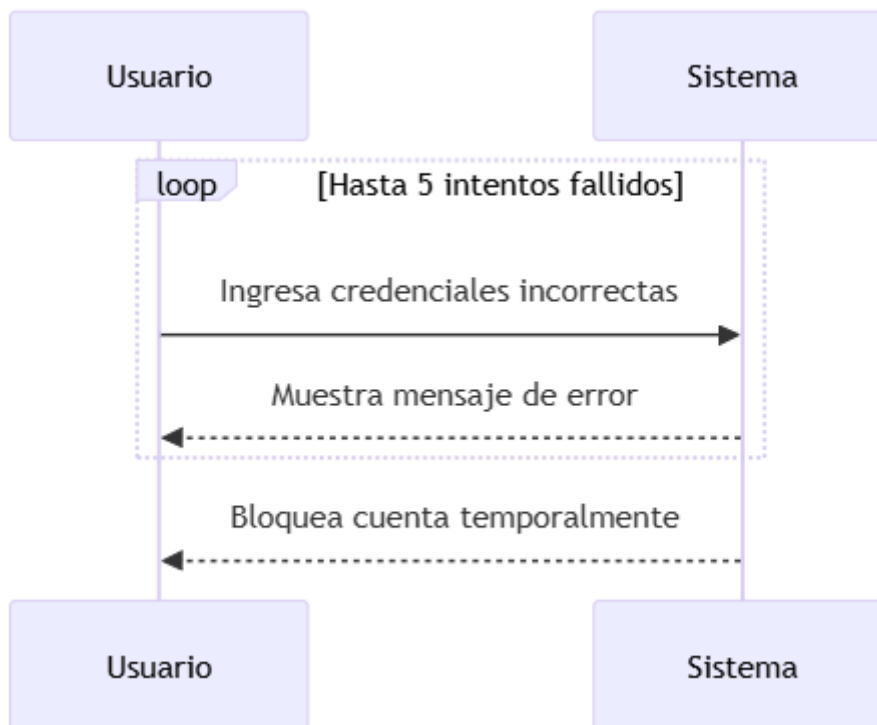 Usuario
Sistema
loop
[Hasta 5 intentos fallidos]
Ingresa credenciales incorrectas
Muestra mensaje de error
Bloquea cuenta temporalmente
Usuario
Sistema